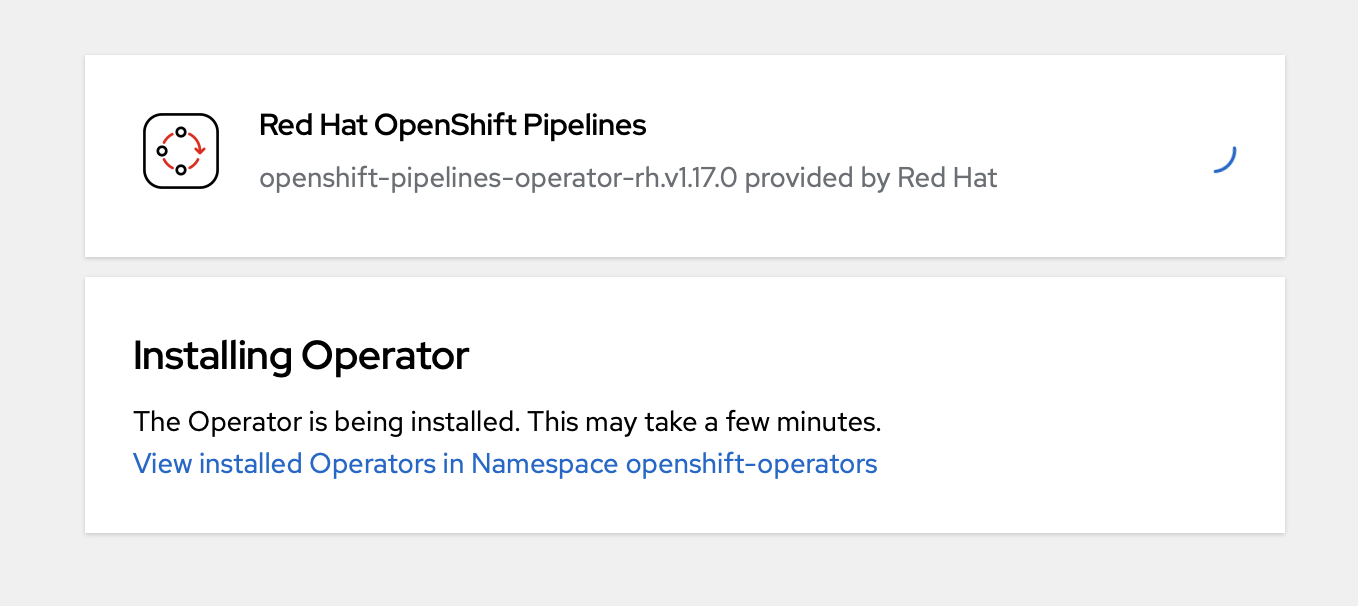 Red Hat OpenShift Pipelines
openshift-pipelines-operator-rh.v1.17.0 provided by Red Hat
Installing Operator
The Operator is being installed. This may take a few minutes.
View installed Operators in Namespace openshift-operators